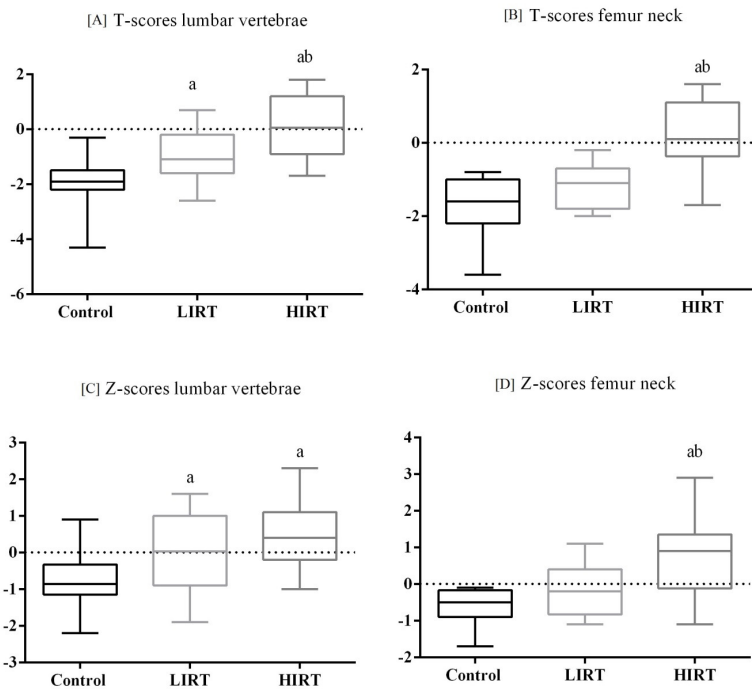 [A] T-scores lumbar vertebrae
2
0
-2
-4
-6
a
ab
Control LIRT HIRT
[B] T-scores femur neck
2
0
-2
-4
ab
Control LIRT HIRT
[C] Z-scores lumbar vertebrae
3
2
1
0
-1
-2
-3
a
a
Control LIRT HIRT
[D] Z-scores femur neck
4
3
2
1
0
-1
-2
ab
Control LIRT HIRT